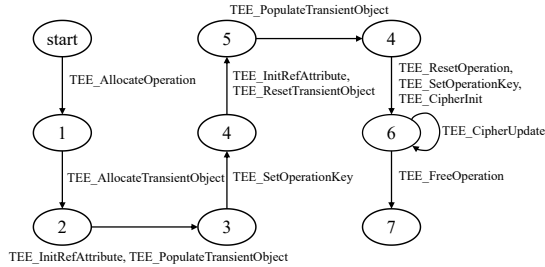 TEE_PopulateTransientObject
start
5
4
TEE_AllocateOperation
TEE_InitRefAttribute,
TEE_ResetTransientObject
TEE_ResetOperation,
TEE_SetOperationKey,
TEE_CipherInit
1
4
6
TEE_CipherUpdate
TEE_AllocateTransientObject
TEE_SetOperationKey
TEE_FreeOperation
2
3
7
TEE_InitRefAttribute, TEE_PopulateTransientObject